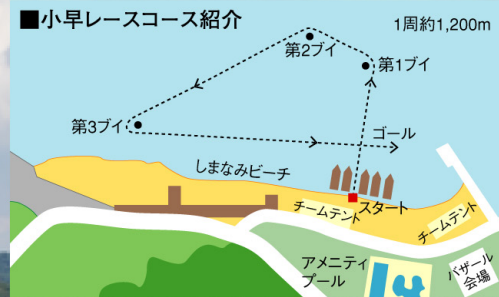 ■小早レースコース紹介
1周約1,200m
第2ブイ
第1ブイ
第3ブイ
ゴール
しまなみビーチ
チームテント
スタート
チームテント
アメニティ
プール
バザール
会場